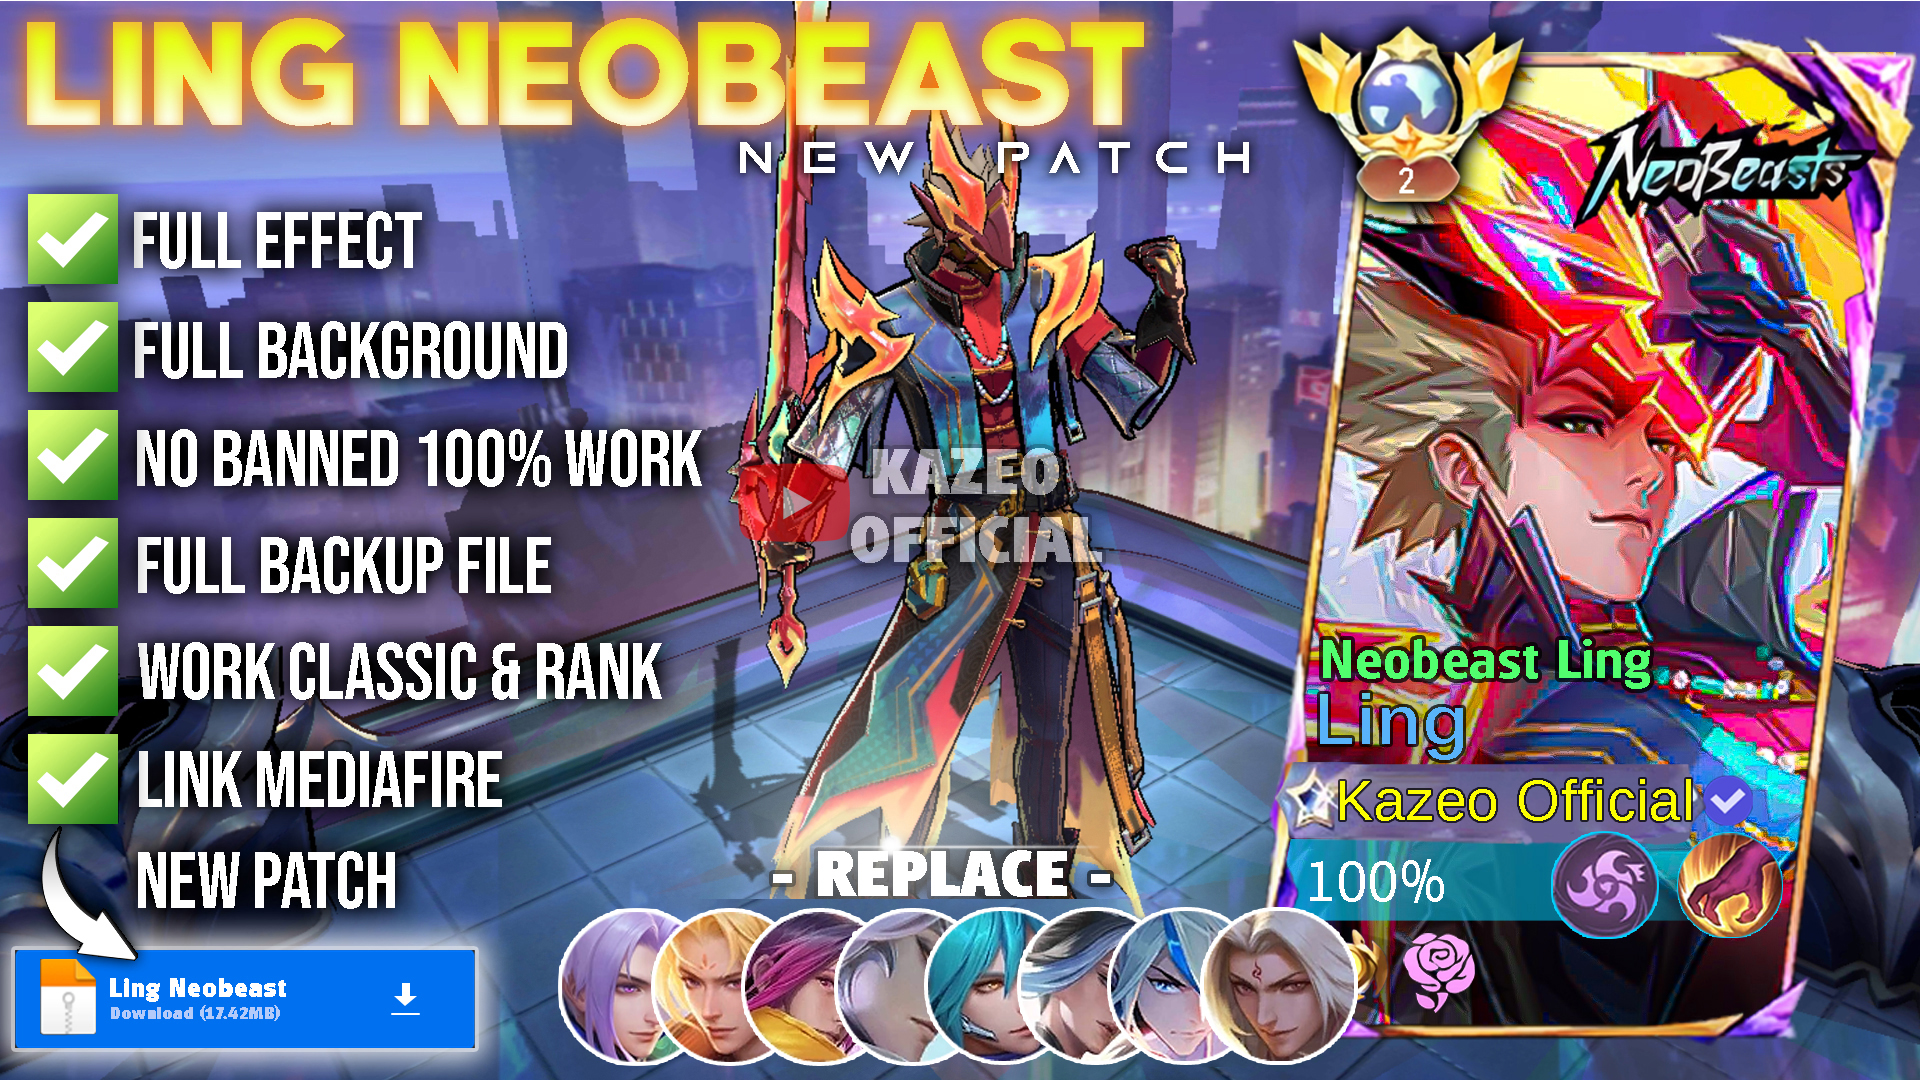 LING NEOBEAST
NEW PATCH
FULL EFFECT
FULL BACKGROUND
NO BANNED 100% WORK
FULL BACKUP FILE
WORK CLASSIC & RANK
LINK MEDIAFIRE
NEW PATCH
Ling Neobeast
Download (17.42MB)
KAZEO
OFFICIAL
- REPLACE -
2
NEOBEASTS
Neobeast Ling
Ling
Kazeo Official
100%